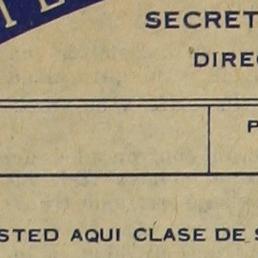 SECRET
DIREC
P
STED AQUI CLASE DE S